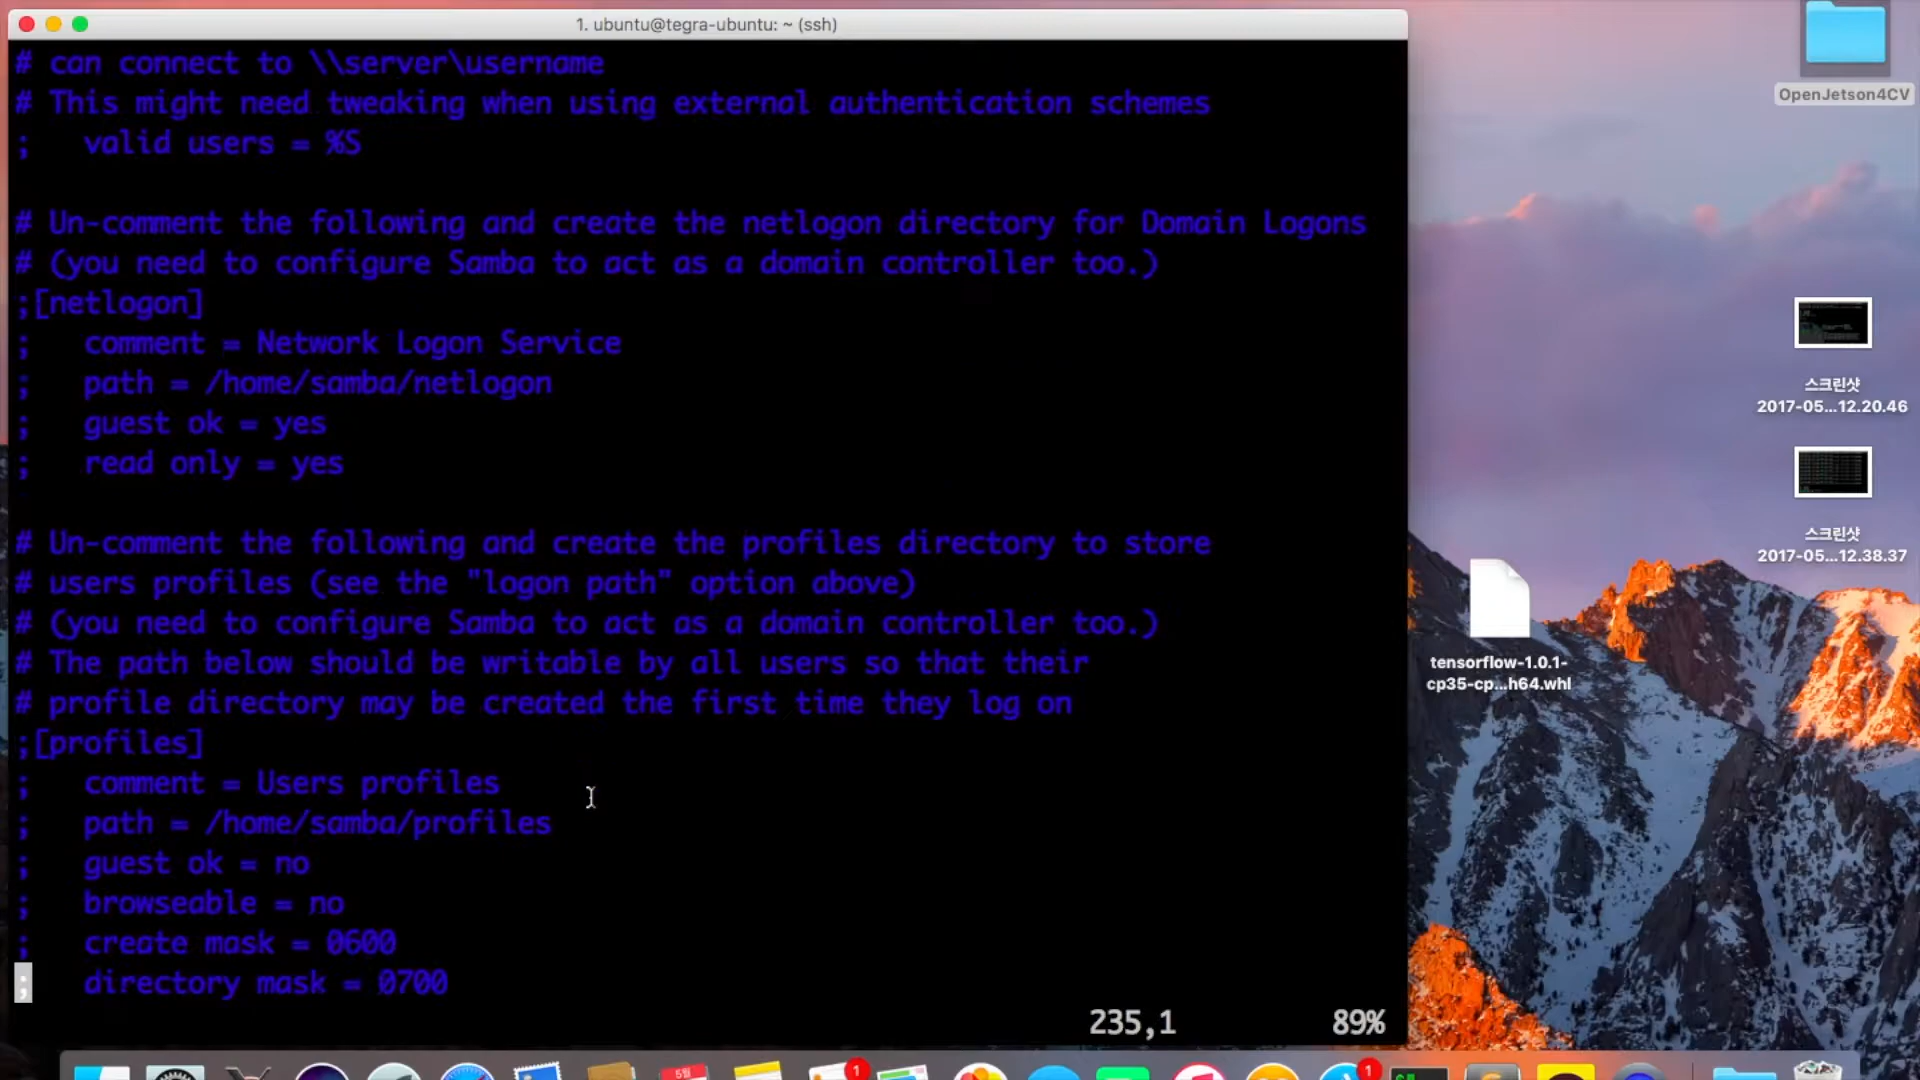 1. ubuntu@tegra-ubuntu: ~ (ssh)
# can connect to \\server\username
# This might need tweaking when using external authentication schemes
;   valid users = %S
# Un-comment the following and create the netlogon directory for Domain Logons
# (you need to configure Samba to act as a domain controller too.)
;[netlogon]
;   comment = Network Logon Service
;   path = /home/samba/netlogon
;   guest ok = yes
;   read only = yes
# Un-comment the following and create the profiles directory to store
# users profiles (see the "logon path" option above)
# (you need to configure Samba to act as a domain controller too.)
# The path below should be writable by all users so that their
# profile directory may be created the first time they log on
;[profiles]
;   comment = Users profiles
;   path = /home/samba/profiles
;   guest ok = no
;   browseable = no
;   create mask = 0600
;   directory mask = 0700
235,1 89%
OpenJetson4CV
스크린샷
2017-05...12.20.46
스크린샷
2017-05...12.38.37
tensorflow-1.0.1-
cp35-cp...h64.whl
5월
1
1